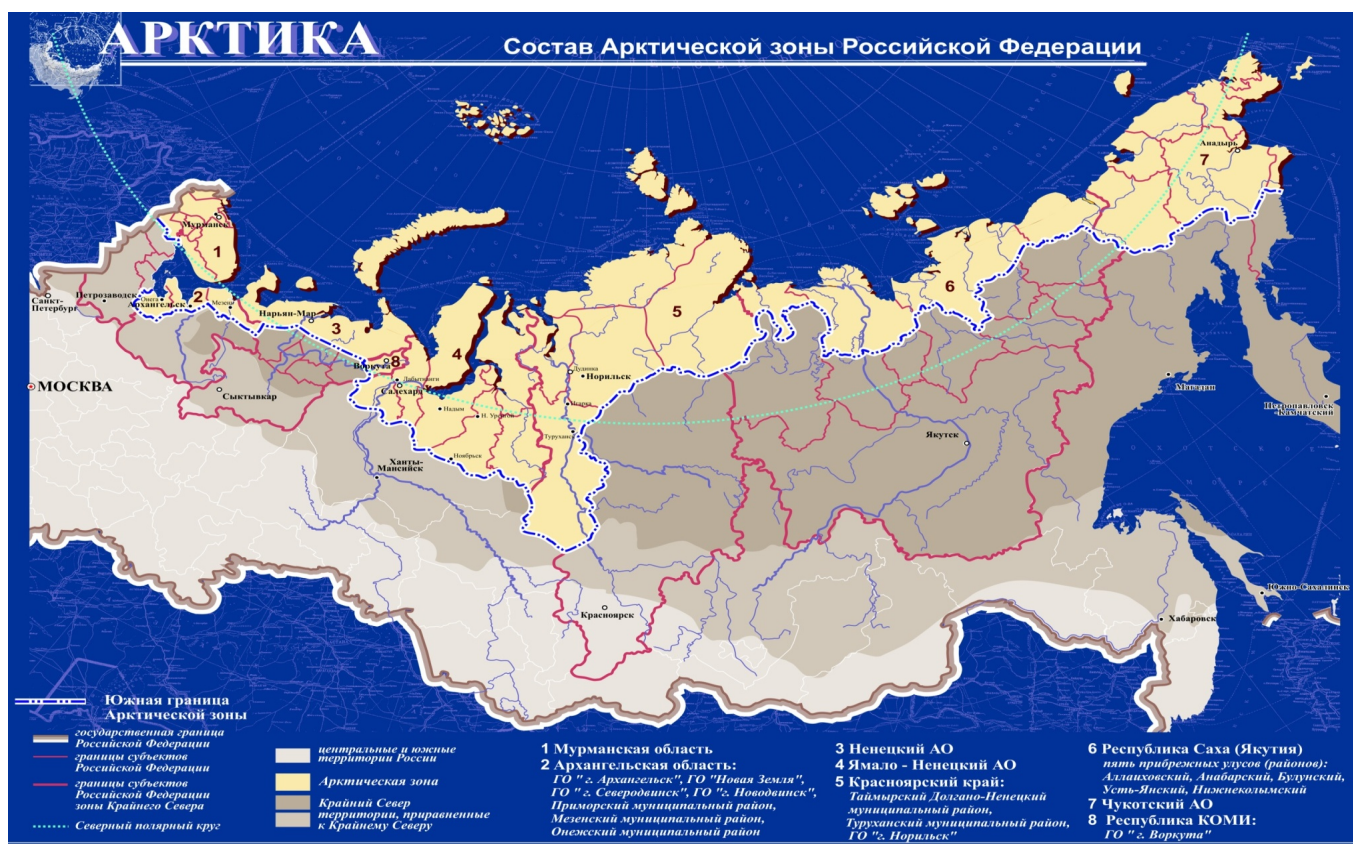 АРКТИКА
Состав Арктической зоны Российской Федерации
Анадырь
7
Мурманск
1
6
5
Санкт-
Петербург
Петрозаводск
Онега
Архангельск
2
Мезень
Нарьян-Мар
3
4
8
Воркута
МОСКВА
Лабытнанги
Салехард
Сыктывкар
Надым
Н. Уренгой
Дудинка
Норильск
Игарка
Туруханск
Ноябрьск
Ханты-
Мансийск
Якутск
Магадан
Петропавловск
-Камчатский
Красноярск
Южно-Сахалинск
Хабаровск
Южная граница
Арктической зоны
государственная граница
Российской Федерации
границы субъектов
Российской Федерации
границы субъектов
Российской Федерации
зоны Крайнего Севера
Северный полярный круг
центральные и южные
территории России
Арктическая зона
Крайний Север
территории, приравненные
к Крайнему Северу
1 Мурманская область
2 Архангельская область:
ГО " г. Архангельск", ГО "Новая Земля",
ГО " г. Северодвинск", ГО "г. Новодвинск",
Приморский муниципальный район,
Мезенский муниципальный район,
Онежский муниципальный район
3 Ненецкий АО
4 Ямало - Ненецкий АО
5 Красноярский край:
Таймырский Долгано-Ненецкий
муниципальный район,
Туруханский муниципальный район,
ГО "г. Норильск"
6 Республика Саха (Якутия)
пять прибрежных улусов (районов):
Аллаиховский, Анабарский, Булунский,
Усть-Янский, Нижнеколымский
7 Чукотский АО
8 Республика КОМИ:
ГО " г. Воркута"